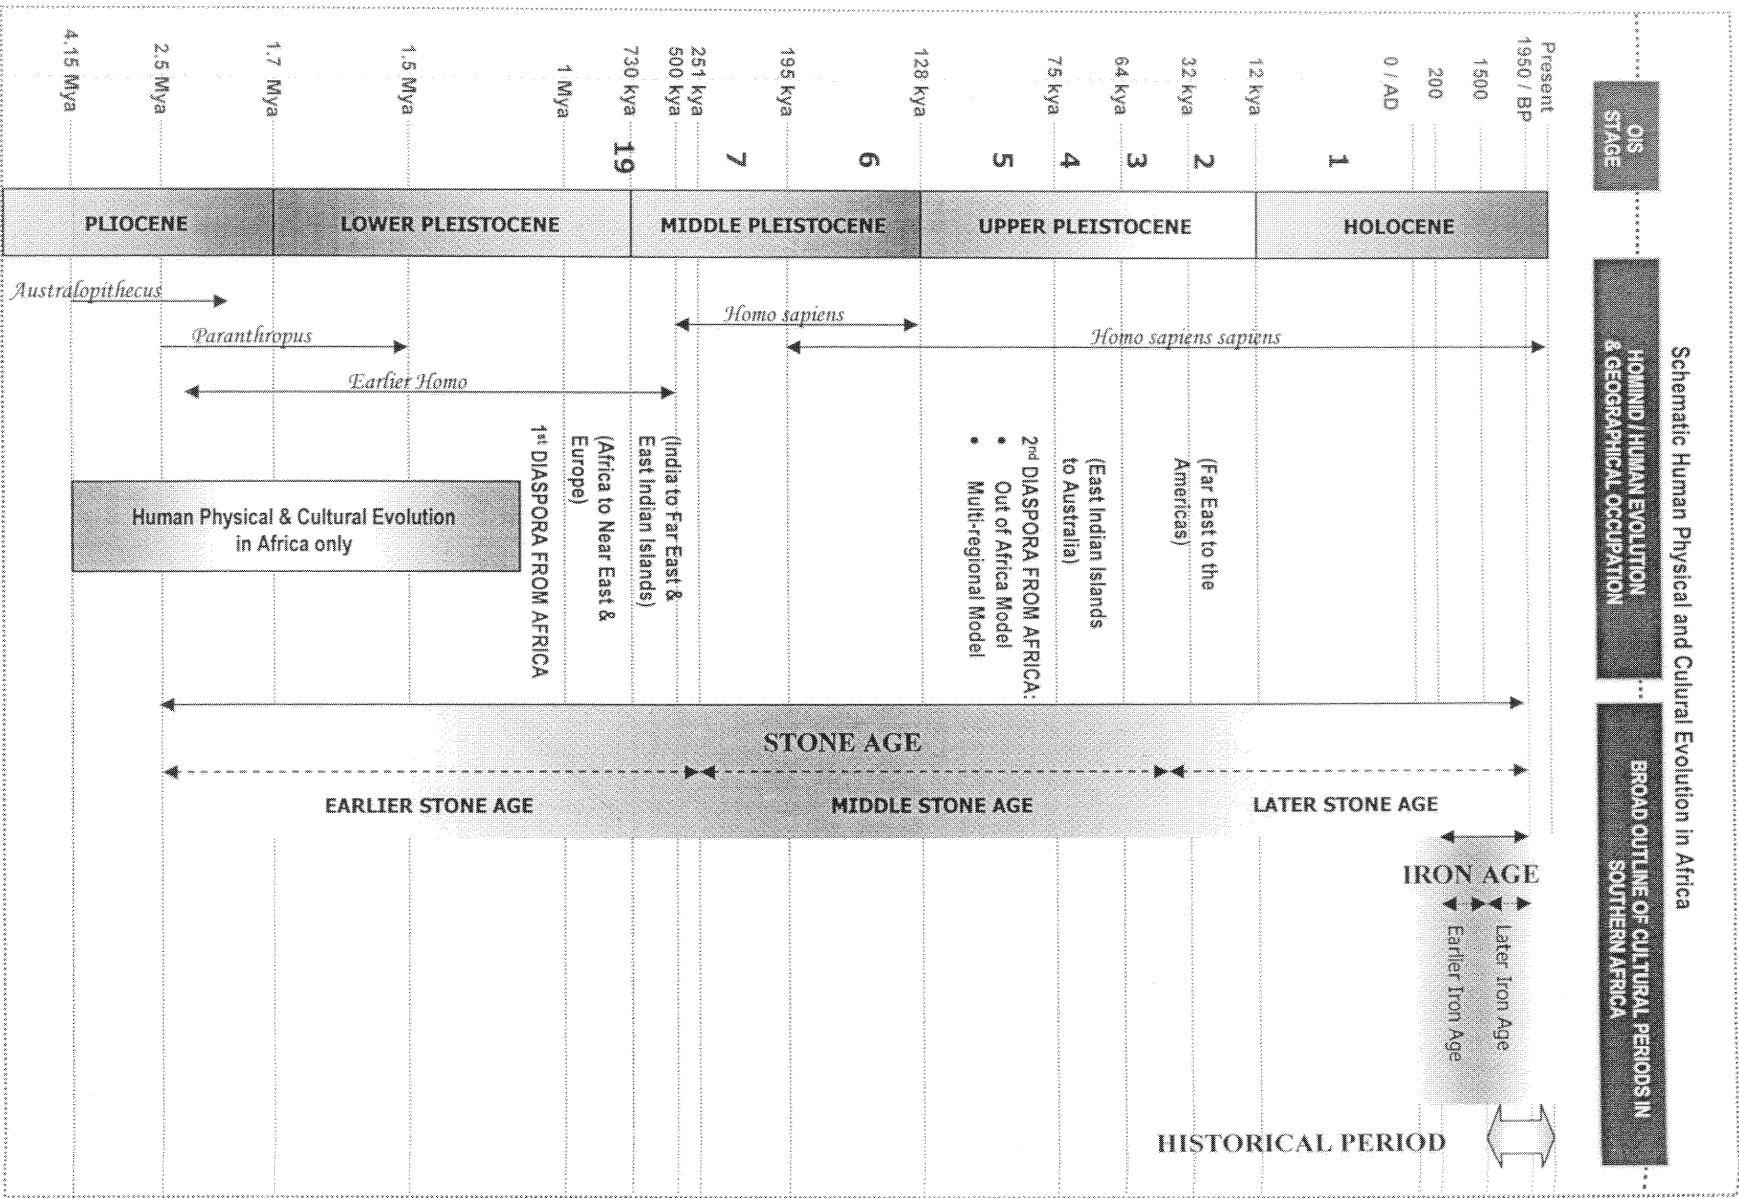 Schematic Human Physical and Culural Evolution in Africa
OIS
STAGE
HOMINID / HUMAN EVOLUTION
& GEOGRAPHICAL OCCUPATION
BROAD OUTLINE OF CULTURAL PERIODS IN
SOUTHERN AFRICA
Present
1950 / BP
1500
200
0 / AD
12 kya
32 kya
64 kya
75 kya
128 kya
195 kya
251 kya
500 kya
730 kya
1 Mya
1.5 Mya
1.7 Mya
2.5 Mya
4.15 Mya
1
2
3
4
5
6
7
19
HOLOCENE
UPPER PLEISTOCENE
MIDDLE PLEISTOCENE
LOWER PLEISTOCENE
PLIOCENE
Australopithecus
Paranthropus
Earlier Homo
Homo sapiens
Homo sapiens sapiens
(Far East to the
Americas)
(East Indian Islands
to Australia)
2nd DIASPORA FROM AFRICA:
• Out of Africa Model
• Multi-regional Model
(India to Far East &
East Indian Islands)
(Africa to Near East &
Europe)
1st DIASPORA FROM AFRICA
Human Physical & Cultural Evolution
in Africa only
STONE AGE
EARLIER STONE AGE
MIDDLE STONE AGE
LATER STONE AGE
IRON AGE
Later Iron Age
Earlier Iron Age
HISTORICAL PERIOD